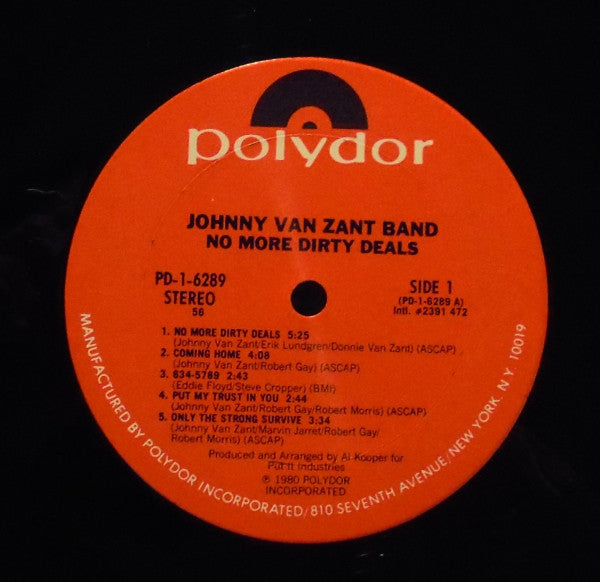 polydor
JOHNNY VAN ZANT BAND
NO MORE DIRTY DEALS
PD-1-6289
STEREO
56
SIDE 1
(PD-1-6289 A)
Intl. #2391 472
1. NO MORE DIRTY DEALS 5:25
(Johnny Van Zant/Erik Lundgren/Donnie Van Zant) (ASCAP)
2. COMING HOME 4:08
(Johnny Van Zant/Robert Gay) (ASCAP)
3. 634-5789 2:43
(Eddie Floyd/Steve Cropper) (BMI)
4. PUT MY TRUST IN YOU 2:44
(Johnny Van Zant/Robert Gay/Robert Morris) (ASCAP)
5. ONLY THE STRONG SURVIVE 3:34
(Johnny Van Zant/Marvin Jarret/Robert Gay/
Robert Morris) (ASCAP)
Produced and Arranged by Al Kooper for
Put-It Industries
℗ 1980 POLYDOR
INCORPORATED
MANUFACTURED BY POLYDOR INCORPORATED/810 SEVENTH AVENUE/NEW YORK, N.Y. 10019